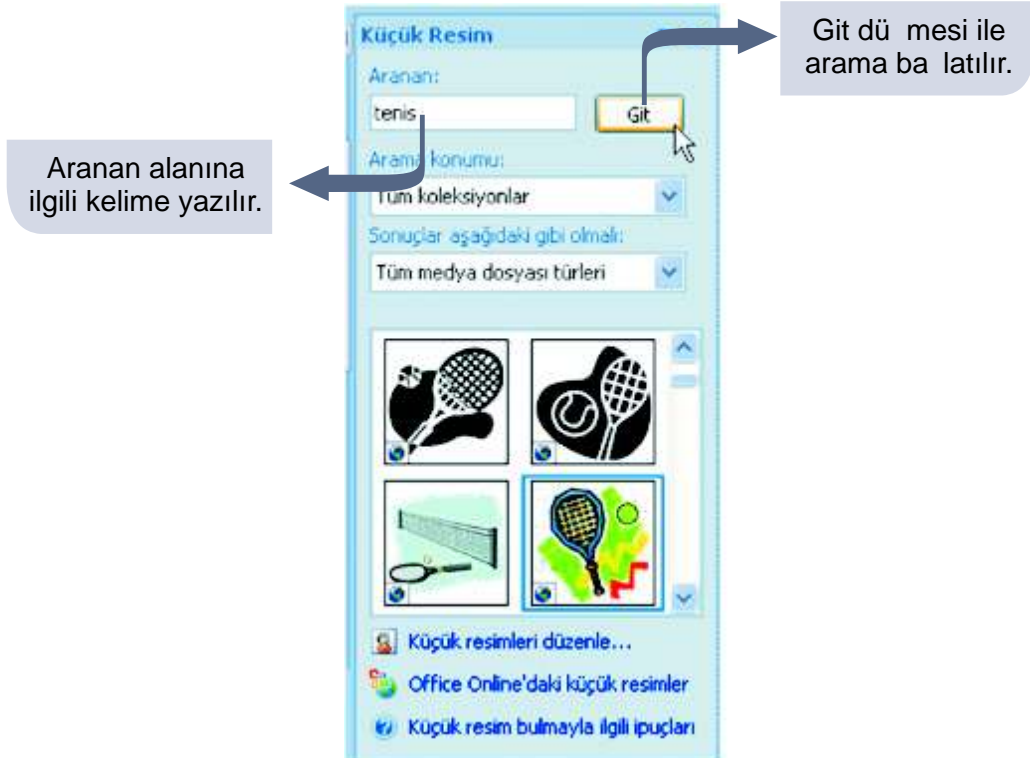 Küçük Resim
Git dü mesi ile
arama ba latılır.
Aranan:
tenis
Git
Aranan alanına
ilgili kelime yazılır.
Arama konumu:
Tüm koleksiyonlar
Sonuçlar aşağıdaki gibi olmalı:
Tüm medya dosyası türleri
Küçük resimleri düzenle...
Office Online'daki küçük resimler
Küçük resim bulmayla ilgili ipuçları